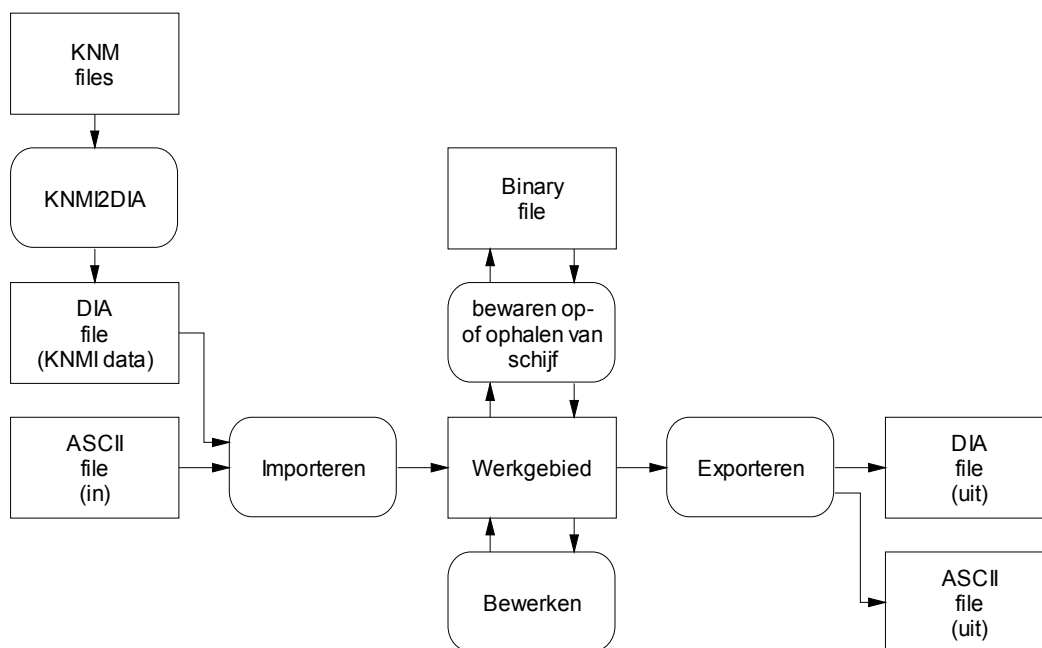 KNM
files
KNMI2DIA
DIA
file
(KNMI data)
ASCII
file
(in)
Importeren
Binary
file
bewaren op-
of ophalen van
schijf
Werkgebied
Bewerken
Exporteren
DIA
file
(uit)
ASCII
file
(uit)